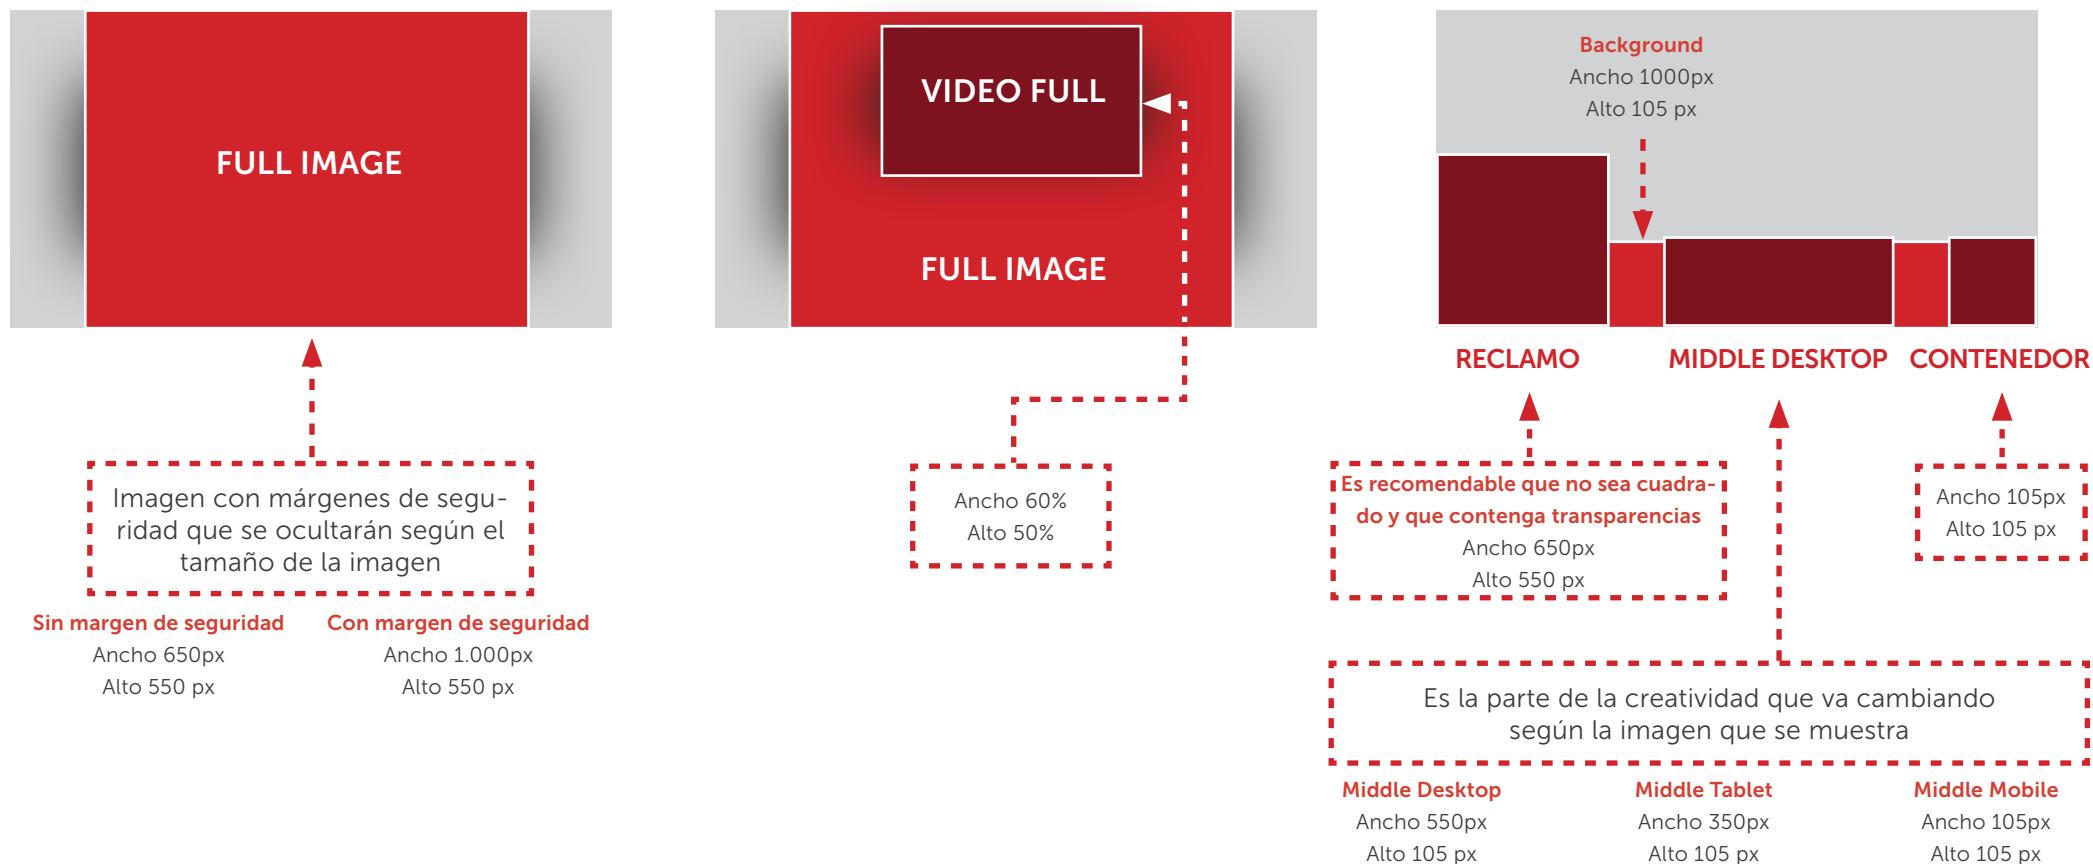 FULL IMAGE
Imagen con márgenes de segu-
ridad que se ocultarán según el
tamaño de la imagen
Sin margen de seguridad
Ancho 650px
Alto 550 px
Con margen de seguridad
Ancho 1.000px
Alto 550 px
VIDEO FULL
FULL IMAGE
Ancho 60%
Alto 50%
Background
Ancho 1000px
Alto 105 px
RECLAMO
MIDDLE DESKTOP
CONTENEDOR
Es recomendable que no sea cuadra-
do y que contenga transparencias
Ancho 650px
Alto 550 px
Ancho 105px
Alto 105 px
Es la parte de la creatividad que va cambiando
según la imagen que se muestra
Middle Desktop
Ancho 550px
Alto 105 px
Middle Tablet
Ancho 350px
Alto 105 px
Middle Mobile
Ancho 105px
Alto 105 px